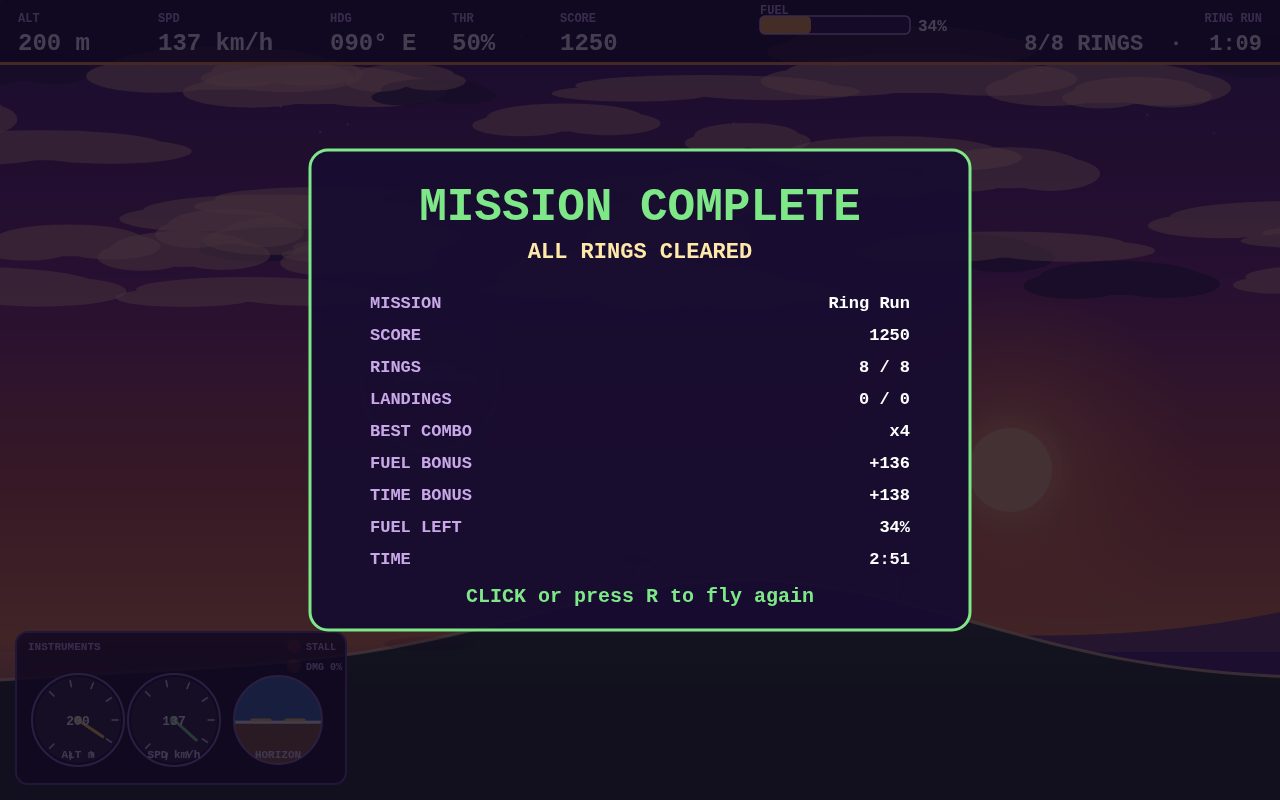 ALT SPD HDG THR SCORE FUEL RING RUN
200 m 137 km/h 090° E 50% 1250 34% 8/8 RINGS · 1:09
MISSION COMPLETE
ALL RINGS CLEARED
MISSION Ring Run
SCORE 1250
RINGS 8 / 8
LANDINGS 0 / 0
BEST COMBO x4
FUEL BONUS +136
TIME BONUS +138
FUEL LEFT 34%
TIME 2:51
CLICK or press R to fly again
INSTRUMENTS STALL
DMG 0%
200 137
ALT m SPD km/h HORIZON